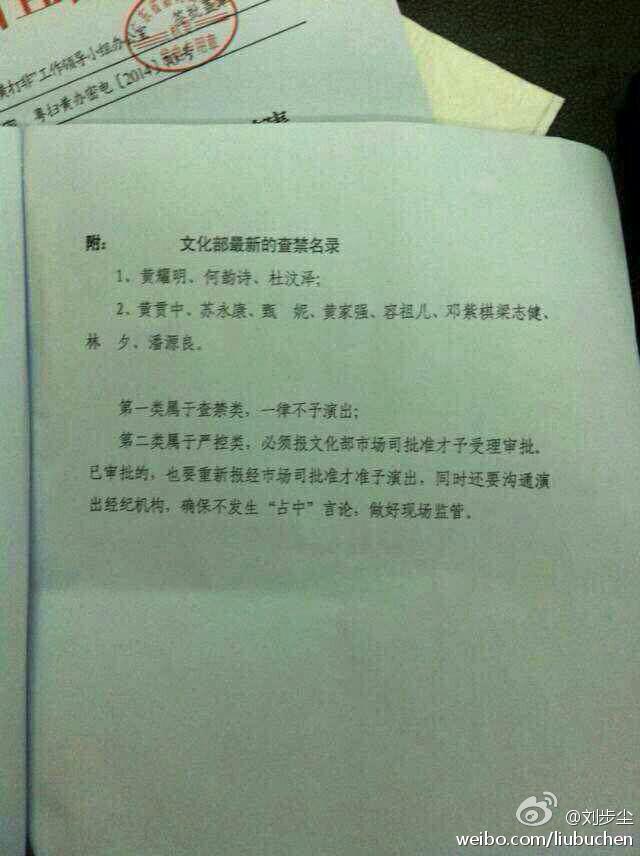 工作领导小组办公室 签批盖章
粤扫黄办密电〔2014〕
附： 文化部最新的查禁名录
1、黄耀明、何韵诗、杜汶泽；
2、黄贯中、苏永康、甄 妮、黄家强、容祖儿、邓紫棋梁志健、
林 夕、潘源良。
第一类属于查禁类，一律不予演出；
第二类属于严控类，必须报文化部市场司批准才予受理审批。
已审批的，也要重新报经市场司批准才准予演出，同时还要沟通演
出经纪机构，确保不发生“占中”言论，做好现场监管。
@刘步尘
weibo.com/liubuchen